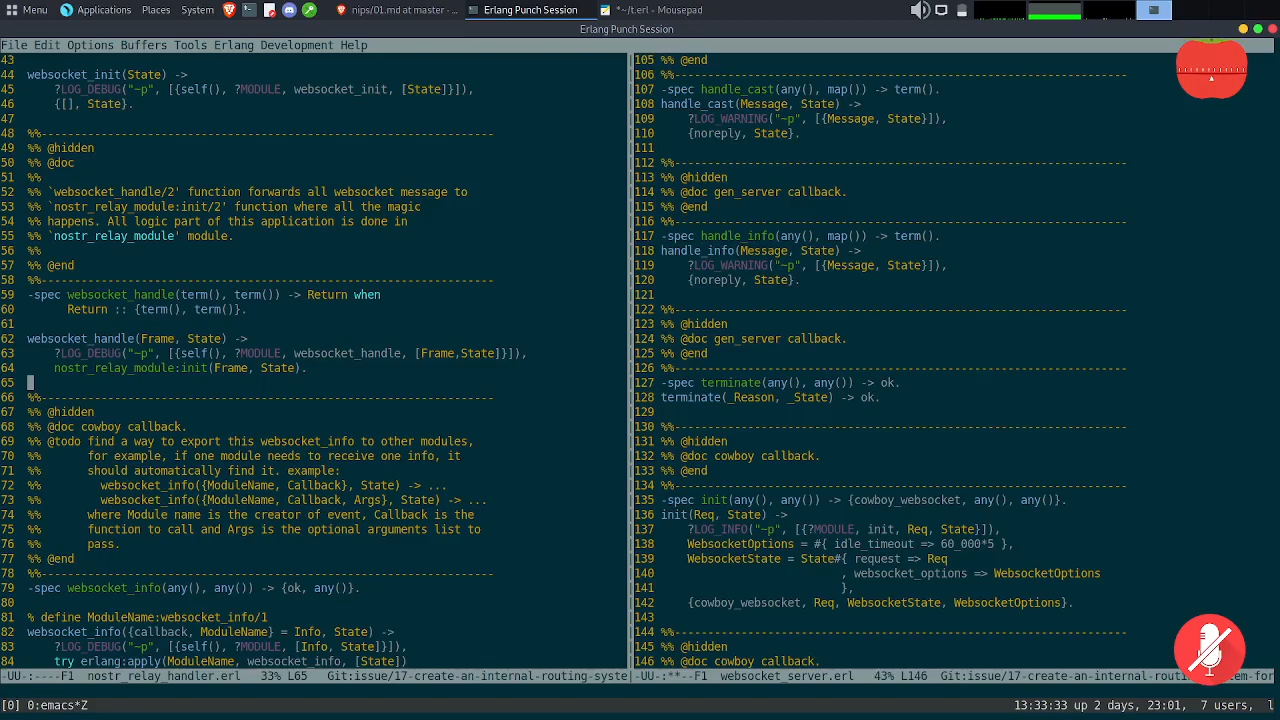 Menu Applications Places System nips/01.md at master - ... Erlang Punch Session *~/t.erl - Mousepad
Erlang Punch Session
File Edit Options Buffers Tools Erlang Development Help
43
44 websocket_init(State) ->
45     ?LOG_DEBUG("~p", [{self(), ?MODULE, websocket_init, [State]}]),
46     {[], State}.
47
48 %%---------------------------------------------------------------------
49 %% @hidden
50 %% @doc
51 %%
52 %% `websocket_handle/2' function forwards all websocket message to
53 %% `nostr_relay_module:init/2' function where all the magic
54 %% happens. All logic part of this application is done in
55 %% `nostr_relay_module' module.
56 %%
57 %% @end
58 %%---------------------------------------------------------------------
59 -spec websocket_handle(term(), term()) -> Return when
60       Return :: {term(), term()}.
61
62 websocket_handle(Frame, State) ->
63     ?LOG_DEBUG("~p", [{self(), ?MODULE, websocket_handle, [Frame,State]}]),
64     nostr_relay_module:init(Frame, State).
65
66 %%---------------------------------------------------------------------
67 %% @hidden
68 %% @doc cowboy callback.
69 %% @todo find a way to export this websocket_info to other modules,
70 %%       for example, if one module needs to receive one info, it
71 %%       should automatically find it. example:
72 %%         websocket_info({ModuleName, Callback}, State) -> ...
73 %%         websocket_info({ModuleName, Callback, Args}, State) -> ...
74 %%       where Module name is the creator of event, Callback is the
75 %%       function to call and Args is the optional arguments list to
76 %%       pass.
77 %% @end
78 %%---------------------------------------------------------------------
79 -spec websocket_info(any(), any()) -> {ok, any()}.
80
81 % define ModuleName:websocket_info/1
82 websocket_info({callback, ModuleName} = Info, State) ->
83     ?LOG_DEBUG("~p", [{self(), ?MODULE, [Info, State]}]),
84     try erlang:apply(ModuleName, websocket_info, [State])
-UU-:----F1  nostr_relay_handler.erl   33% L65   Git:issue/17-create-an-internal-routing-syste
105 %% @end
106 %%--------------------------------------------------------------------
107 -spec handle_cast(any(), map()) -> term().
108 handle_cast(Message, State) ->
109     ?LOG_WARNING("~p", [{Message, State}]),
110     {noreply, State}.
111
112 %%--------------------------------------------------------------------
113 %% @hidden
114 %% @doc gen_server callback.
115 %% @end
116 %%--------------------------------------------------------------------
117 -spec handle_info(any(), map()) -> term().
118 handle_info(Message, State) ->
119     ?LOG_WARNING("~p", [{Message, State}]),
120     {noreply, State}.
121
122 %%--------------------------------------------------------------------
123 %% @hidden
124 %% @doc gen_server callback.
125 %% @end
126 %%--------------------------------------------------------------------
127 -spec terminate(any(), any()) -> ok.
128 terminate(_Reason, _State) -> ok.
129
130 %%--------------------------------------------------------------------
131 %% @hidden
132 %% @doc cowboy callback.
133 %% @end
134 %%--------------------------------------------------------------------
135 -spec init(any(), any()) -> {cowboy_websocket, any(), any()}.
136 init(Req, State) ->
137     ?LOG_INFO("~p", [{?MODULE, init, Req, State}]),
138     WebsocketOptions = #{ idle_timeout => 60_000*5 },
139     WebsocketState = State#{ request => Req
140                            , websocket_options => WebsocketOptions
141                            },
142     {cowboy_websocket, Req, WebsocketState, WebsocketOptions}.
143
144 %%--------------------------------------------------------------------
145 %% @hidden
146 %% @doc cowboy callback.
-UU-:**--F1  websocket_server.erl   43% L146  Git:issue/17-create-an-internal-routi
[0] 0:emacs*Z 13:33:33 up 2 days, 23:01, 7 users, l